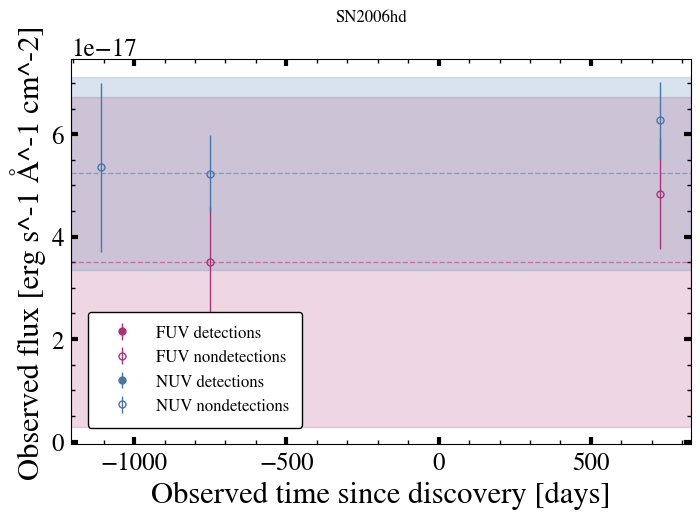 SN2006hd
1e−17
Observed flux [erg s^-1 Å^-1 cm^-2]
6
4
2
0
FUV detections
FUV nondetections
NUV detections
NUV nondetections
−1000 −500 0 500
Observed time since discovery [days]